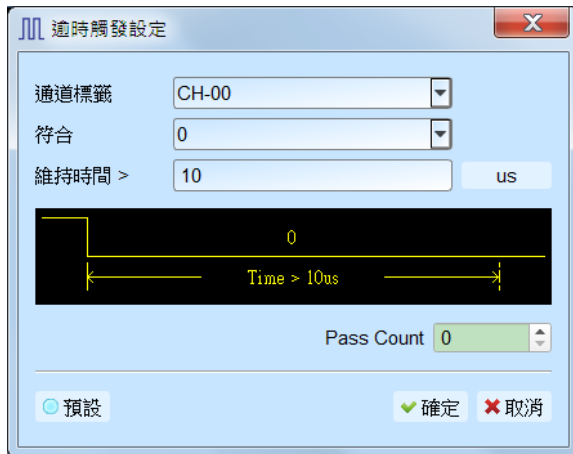 逾時觸發設定
通道標籤 CH-00
符合 0
維持時間 > 10 us
0
Time > 10us
Pass Count 0
預設 確定 取消